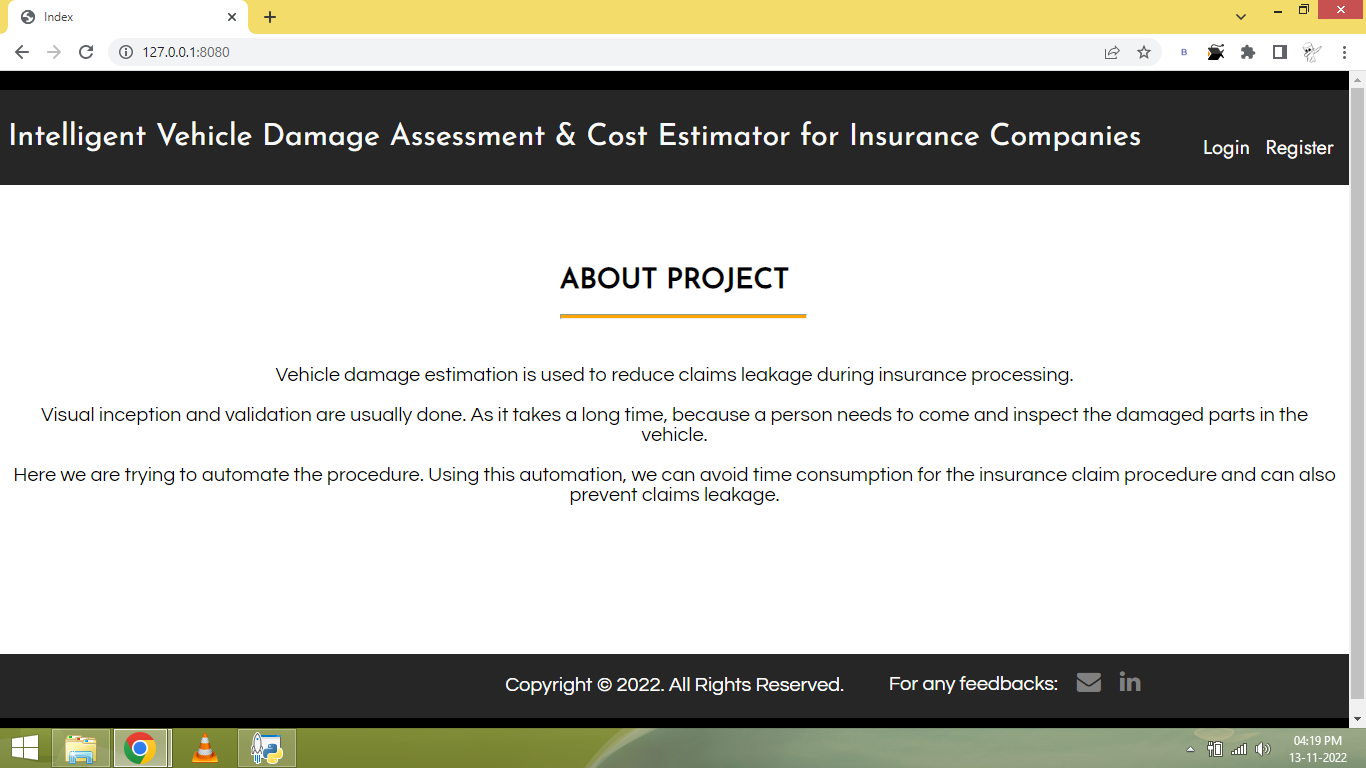 Index
127.0.0.1:8080
B
Intelligent Vehicle Damage Assessment & Cost Estimator for Insurance Companies
Login Register
ABOUT PROJECT
Vehicle damage estimation is used to reduce claims leakage during insurance processing.
Visual inception and validation are usually done. As it takes a long time, because a person needs to come and inspect the damaged parts in the
vehicle.
Here we are trying to automate the procedure. Using this automation, we can avoid time consumption for the insurance claim procedure and can also
prevent claims leakage.
Copyright © 2022. All Rights Reserved. For any feedbacks: in
04:19 PM
13-11-2022